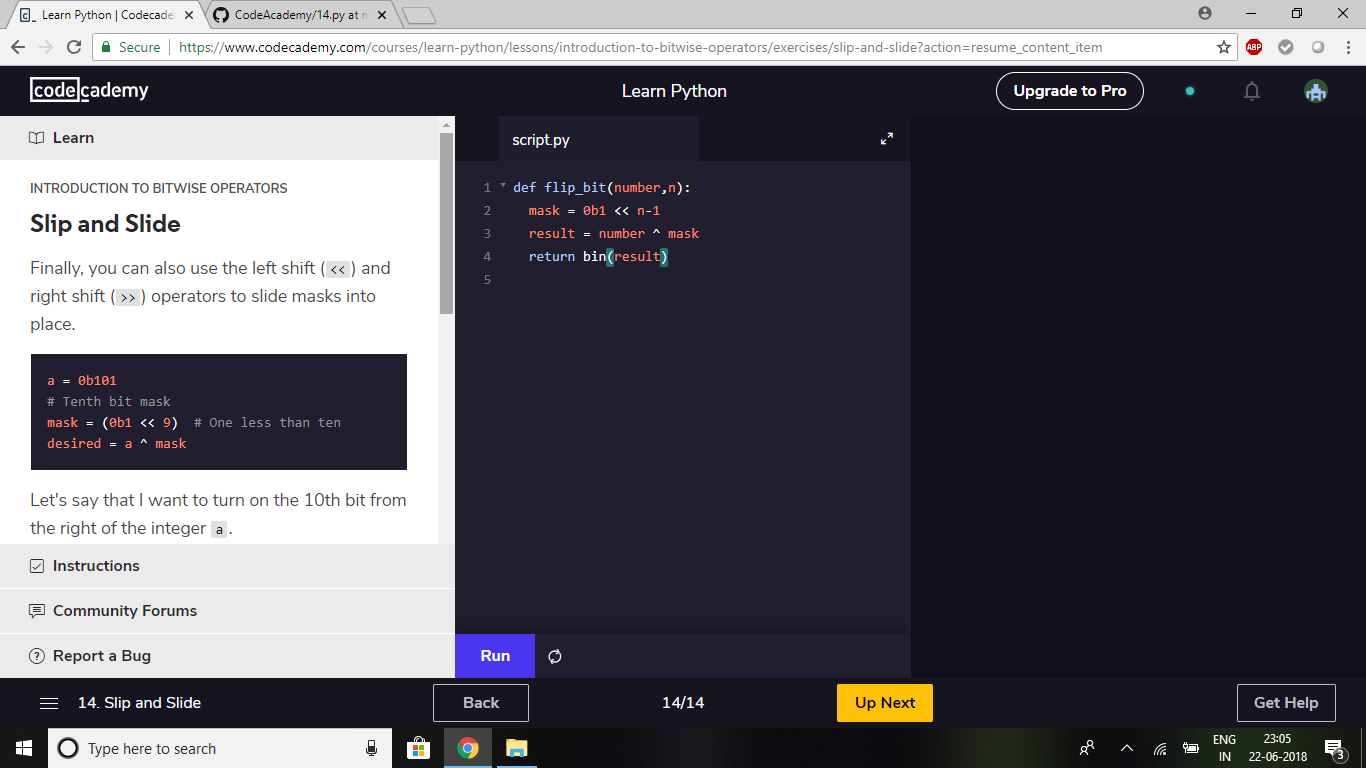 Learn Python | Codecade
CodeAcademy/14.py at m
Secure
https://www.codecademy.com/courses/learn-python/lessons/introduction-to-bitwise-operators/exercises/slip-and-slide?action=resume_content_item
ABP
codecademy
Learn Python
Upgrade to Pro
Learn
INTRODUCTION TO BITWISE OPERATORS
Slip and Slide
Finally, you can also use the left shift ( << ) and
right shift ( >> ) operators to slide masks into
place.
a = 0b101
# Tenth bit mask
mask = (0b1 << 9)  # One less than ten
desired = a ^ mask
Let's say that I want to turn on the 10th bit from
the right of the integer a .
Instructions
Community Forums
Report a Bug
script.py
1 def flip_bit(number,n):
2 mask = 0b1 << n-1
3 result = number ^ mask
4 return bin(result)
5
Run
14. Slip and Slide
Back
14/14
Up Next
Get Help
Type here to search
ENG
IN
23:05
22-06-2018
3